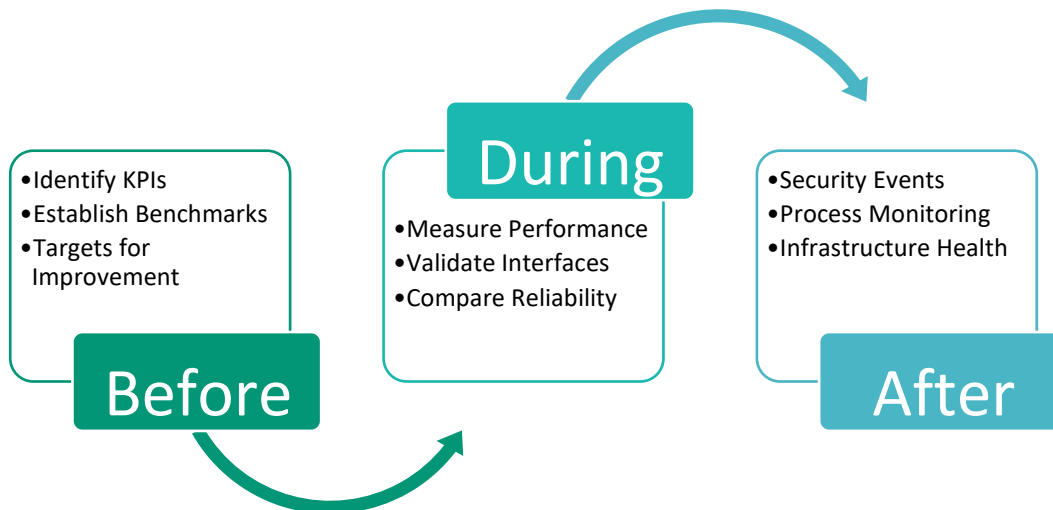 •Identify KPIs
•Establish Benchmarks
•Targets for
Improvement
Before
During
•Measure Performance
•Validate Interfaces
•Compare Reliability
•Security Events
•Process Monitoring
•Infrastructure Health
After